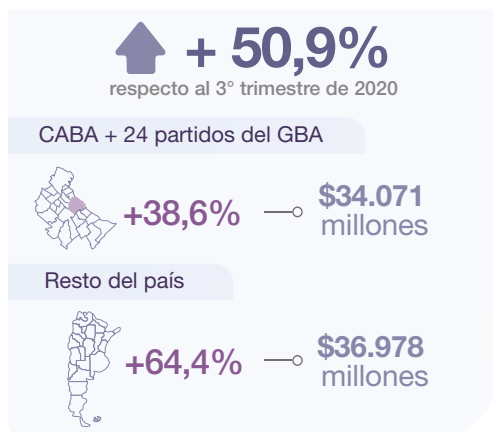 + 50,9%
respecto al 3° trimestre de 2020
CABA + 24 partidos del GBA
+38,6%
$34.071
millones
Resto del país
+64,4%
$36.978
millones